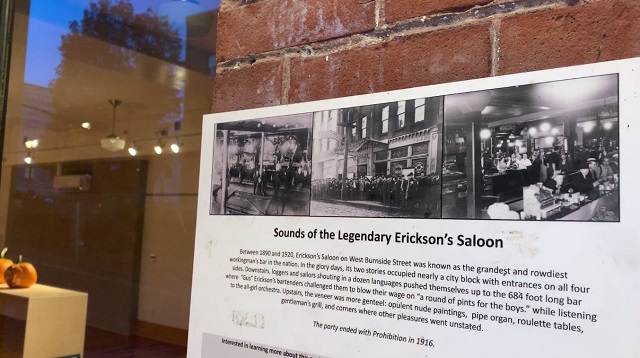 Sounds of the Legendary Erickson's Saloon
Between 1890 and 1920, Erickson's Saloon on West Burnside Street was known as the grandest and rowdiest
workingman's bar in the nation. In the glory days, its two stories occupied nearly a city block with entrances on all four
sides. Downstairs, loggers and sailors shouting in a dozen languages pushed themselves up to the 684 foot long bar
where "Gus" Erickson's bartenders challenged them to blow their wage on "a round of pints for the boys." while listening
to the all-girl orchestra. Upstairs, the veneer was more genteel: opulent nude paintings, pipe organ, roulette tables,
gentleman's grill, and corners where other pleasures went unstated.
The party ended with Prohibition in 1916.
Interested in learning more about this